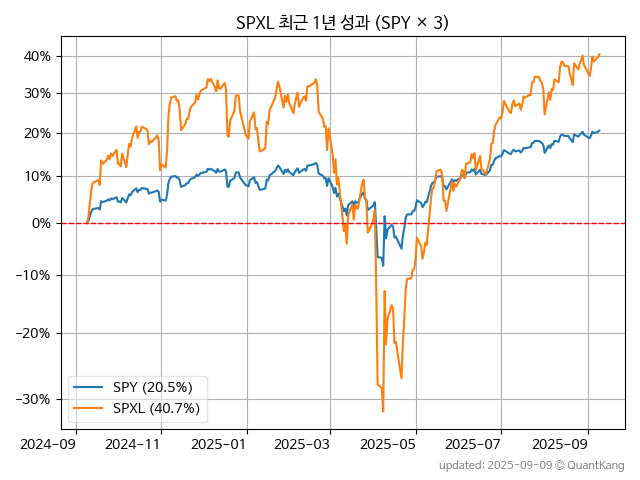 SPXL 최근 1년 성과 (SPY × 3)
40%
30%
20%
10%
0%
−10%
−20%
−30%
SPY (20.5%)
SPXL (40.7%)
2024-09 2024-11 2025-01 2025-03 2025-05 2025-07 2025-09
updated: 2025-09-09 © QuantKang